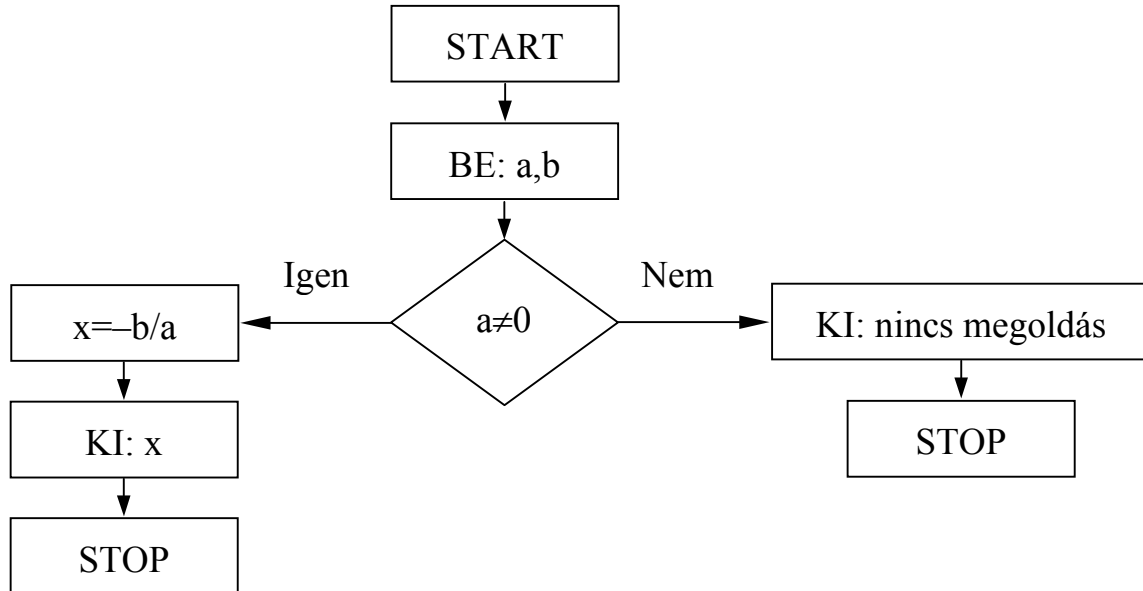 START
BE: a,b
Igen
Nem
a≠0
x=–b/a
KI: nincs megoldás
KI: x
STOP
STOP